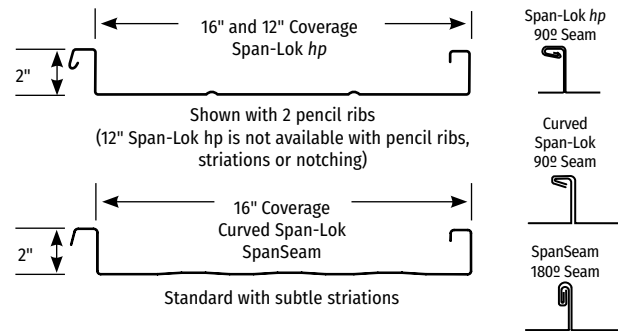 16" and 12" Coverage
Span-Lok hp
2"
Shown with 2 pencil ribs
(12" Span-Lok hp is not available with pencil ribs,
striations or notching)
16" Coverage
Curved Span-Lok
SpanSeam
2"
Standard with subtle striations
Span-Lok hp
90º Seam
Curved
Span-Lok
90º Seam
SpanSeam
180º Seam